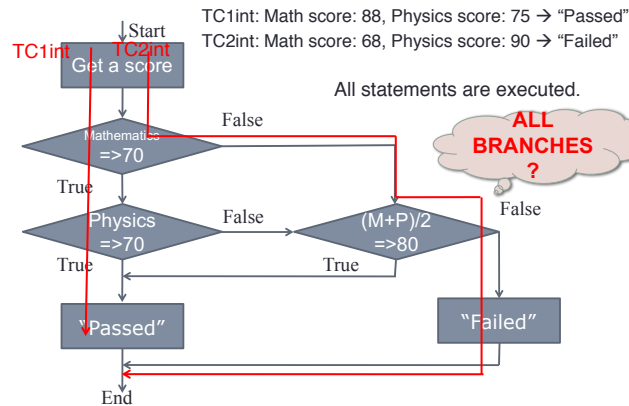 TC1int: Math score: 88, Physics score: 75 → “Passed”
TC2int: Math score: 68, Physics score: 90 → “Failed”
Start
TC1int
TC2int
Get a score
All statements are executed.
ALL
BRANCHES
?
False
Mathematics
=>70
True
False
Physics
=>70
False
(M+P)/2
=>80
True
True
“Passed”
“Failed”
End